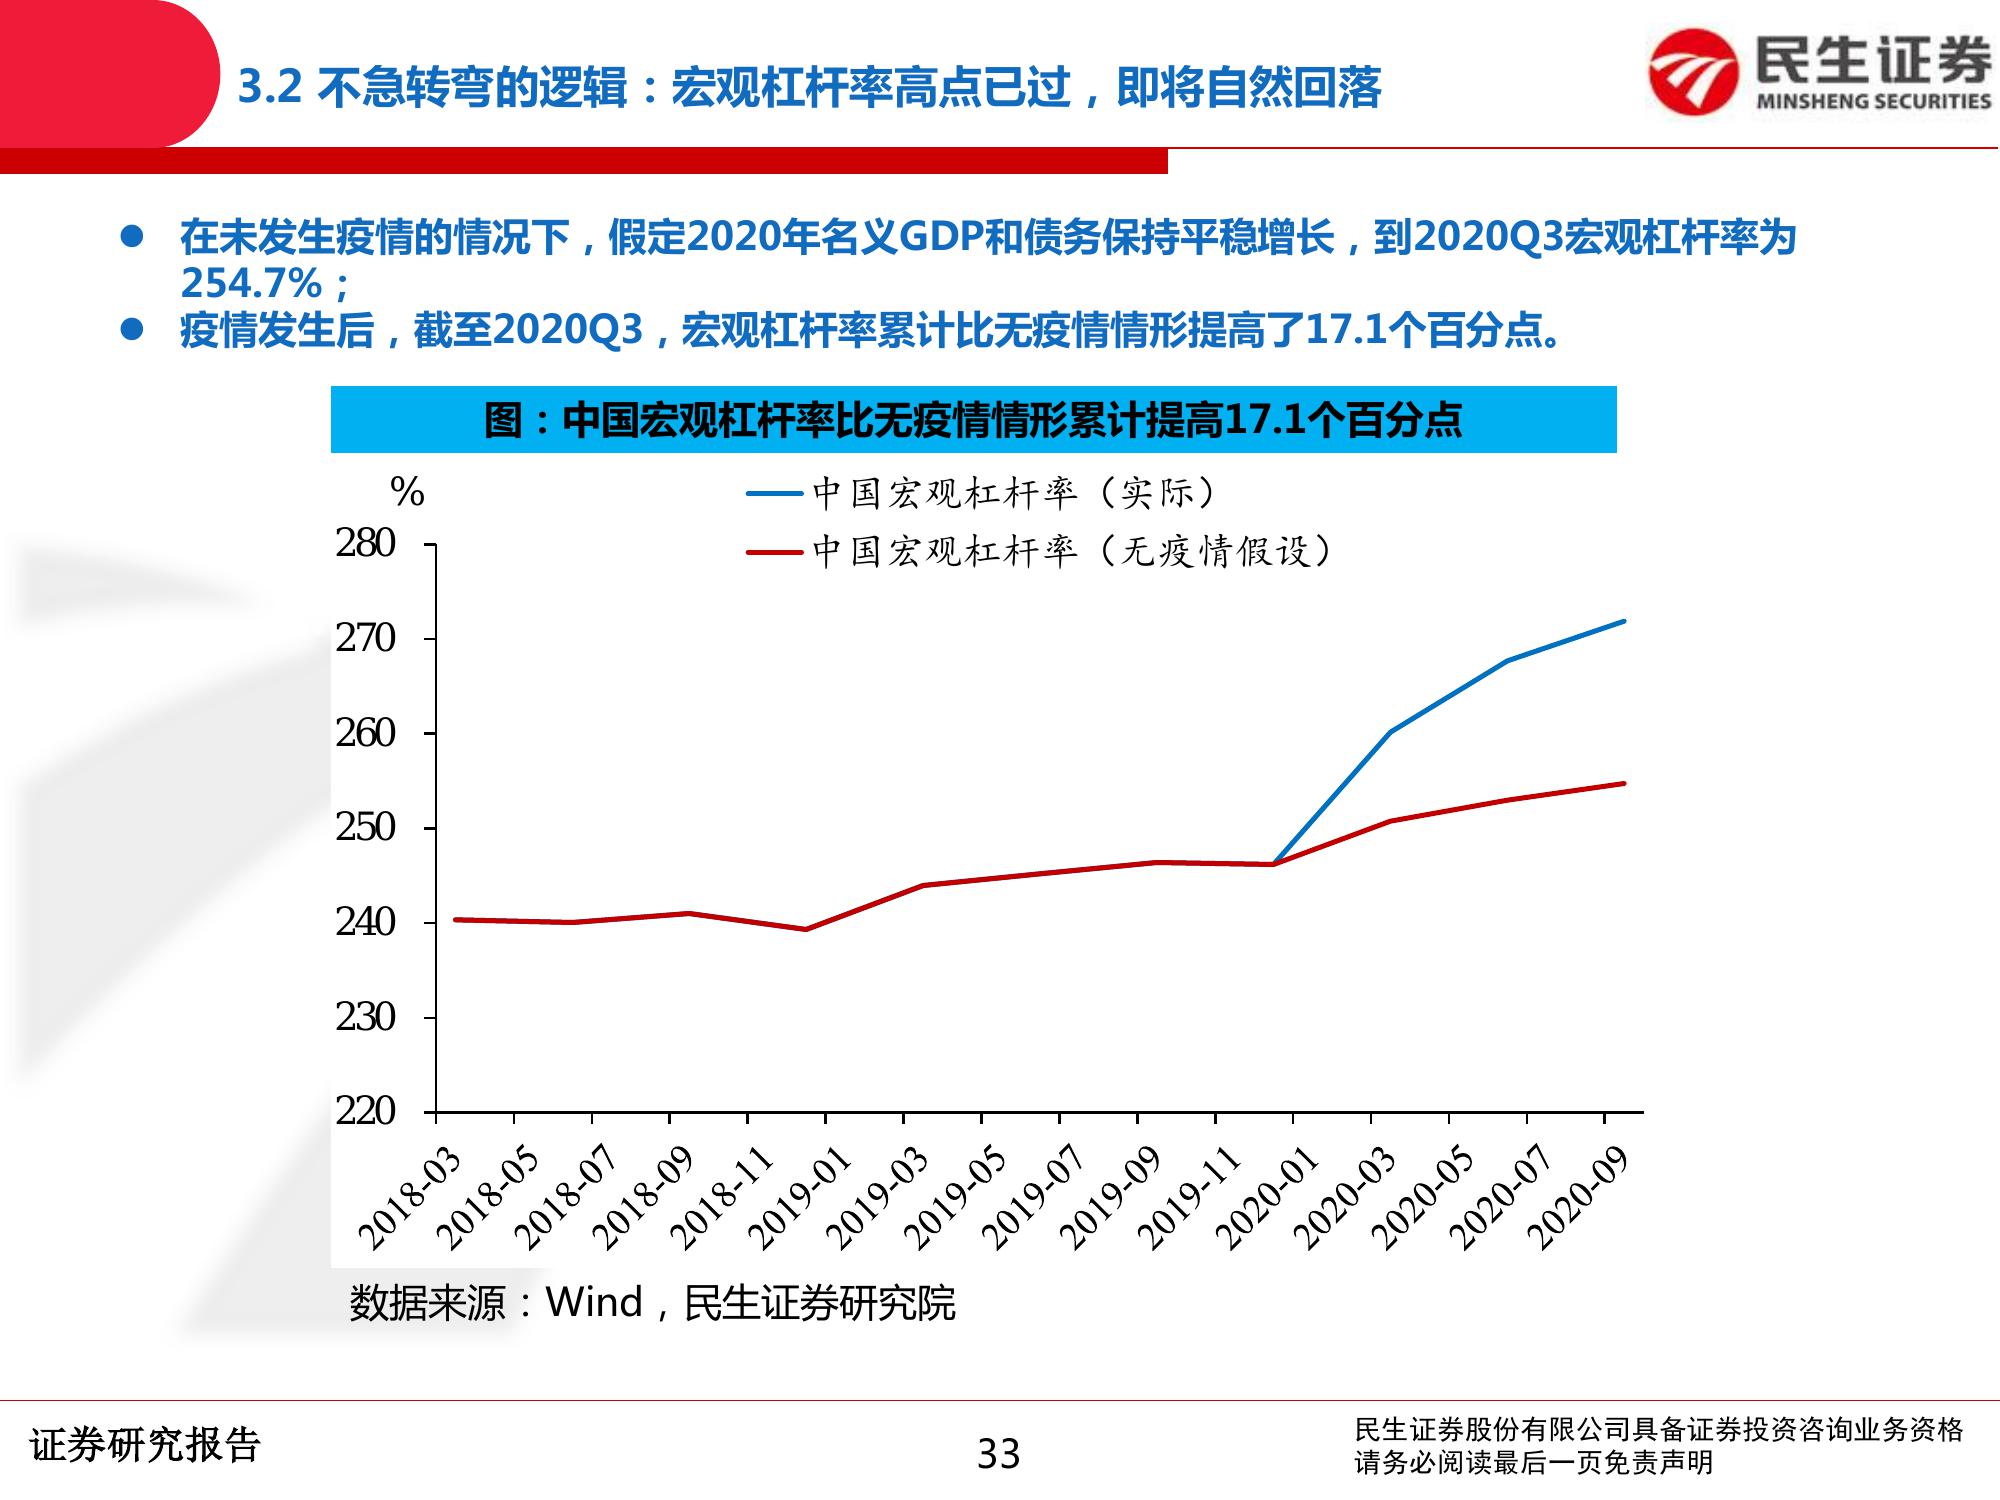 3.2 不急转弯的逻辑：宏观杠杆率高点已过，即将自然回落
民生证券
MINSHENG SECURITIES
● 在未发生疫情的情况下，假定2020年名义GDP和债务保持平稳增长，到2020Q3宏观杠杆率为
254.7%；
● 疫情发生后，截至2020Q3，宏观杠杆率累计比无疫情情形提高了17.1个百分点。
图：中国宏观杠杆率比无疫情情形累计提高17.1个百分点
%
中国宏观杠杆率（实际）
中国宏观杠杆率（无疫情假设）
280
270
260
250
240
230
220
2018-03
2018-05
2018-07
2018-09
2018-11
2019-01
2019-03
2019-05
2019-07
2019-09
2019-11
2020-01
2020-03
2020-05
2020-07
2020-09
数据来源：Wind，民生证券研究院
证券研究报告
33
民生证券股份有限公司具备证券投资咨询业务资格
请务必阅读最后一页免责声明